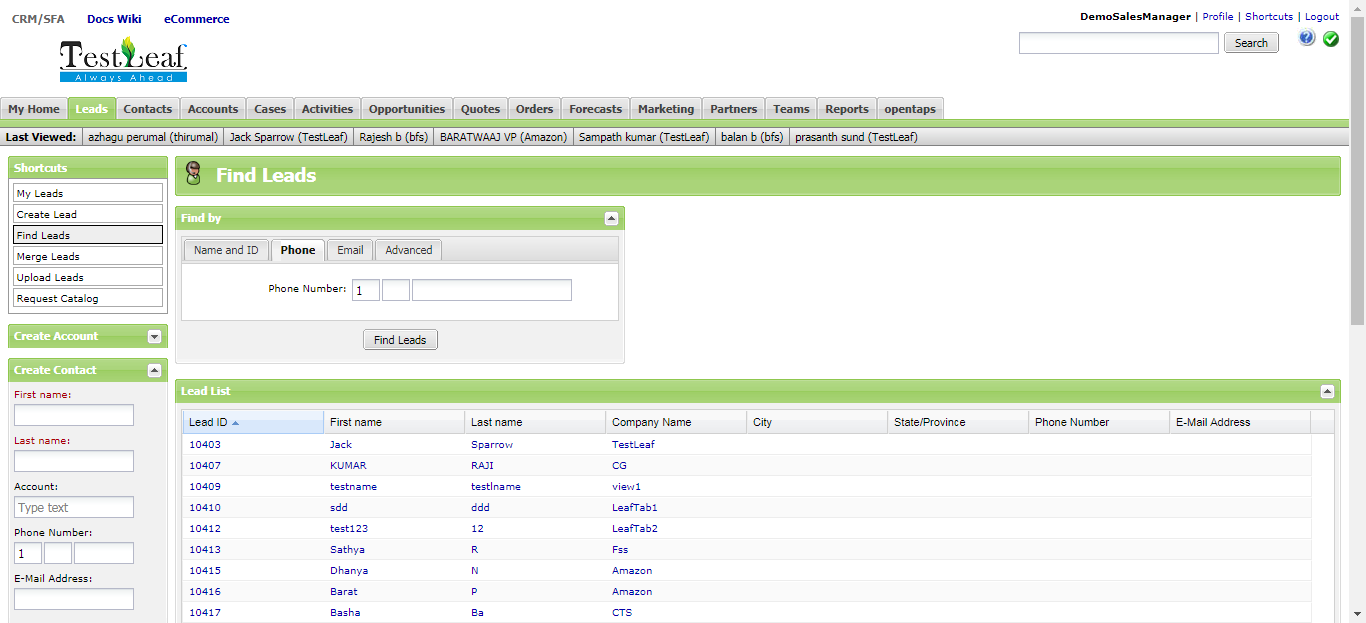 CRM/SFA Docs Wiki eCommerce
DemoSalesManager | Profile | Shortcuts | Logout
TestLeaf
Always Ahead
Search
My Home Leads Contacts Accounts Cases Activities Opportunities Quotes Orders Forecasts Marketing Partners Teams Reports opentaps
Last Viewed: azhagu perumal (thirumal) Jack Sparrow (TestLeaf) Rajesh b (bfs) BARATWAAJ VP (Amazon) Sampath kumar (TestLeaf) balan b (bfs) prasanth sund (TestLeaf)
Shortcuts
My Leads
Create Lead
Find Leads
Merge Leads
Upload Leads
Request Catalog
Create Account
Create Contact
First name:
Last name:
Account:
Type text
Phone Number:
1
E-Mail Address:
Find Leads
Find by
Name and ID Phone Email Advanced
Phone Number: 1
Find Leads
Lead List
Lead ID First name Last name Company Name City State/Province Phone Number E-Mail Address
10403 Jack Sparrow TestLeaf
10407 KUMAR RAJI CG
10409 testname testlname view1
10410 sdd ddd LeafTab1
10412 test123 12 LeafTab2
10413 Sathya R Fss
10415 Dhanya N Amazon
10416 Barat P Amazon
10417 Basha Ba CTS